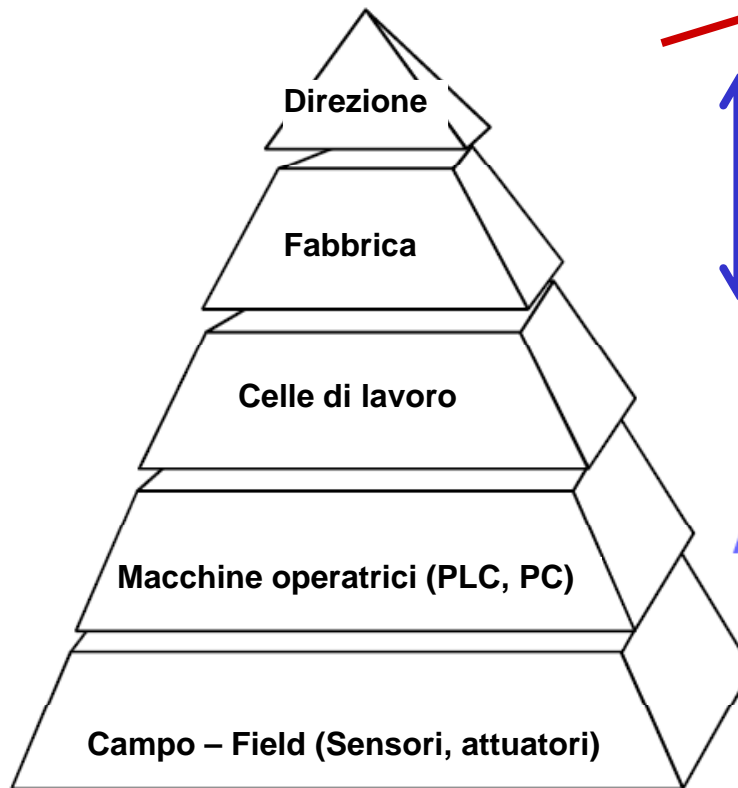 Direzione
Fabbrica
Celle di lavoro
Macchine operatrici (PLC, PC)
Campo – Field (Sensori, attuatori)